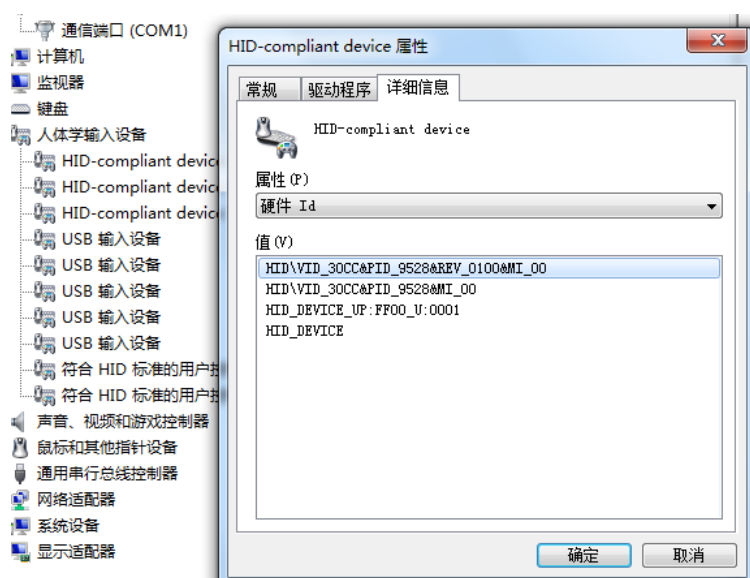 通信端口 (COM1)
计算机
监视器
键盘
人体学输入设备
HID-compliant device
HID-compliant device
HID-compliant device
USB 输入设备
USB 输入设备
USB 输入设备
USB 输入设备
USB 输入设备
符合 HID 标准的用户
符合 HID 标准的用户
声音、视频和游戏控制器
鼠标和其他指针设备
通用串行总线控制器
网络适配器
系统设备
显示适配器
HID-compliant device 属性
常规 驱动程序 详细信息
HID-compliant device
属性(P)
硬件 Id
值(V)
HID\VID_30CC&PID_9528&REV_0100&MI_00
HID\VID_30CC&PID_9528&MI_00
HID_DEVICE_UP:FF00_U:0001
HID_DEVICE
确定 取消